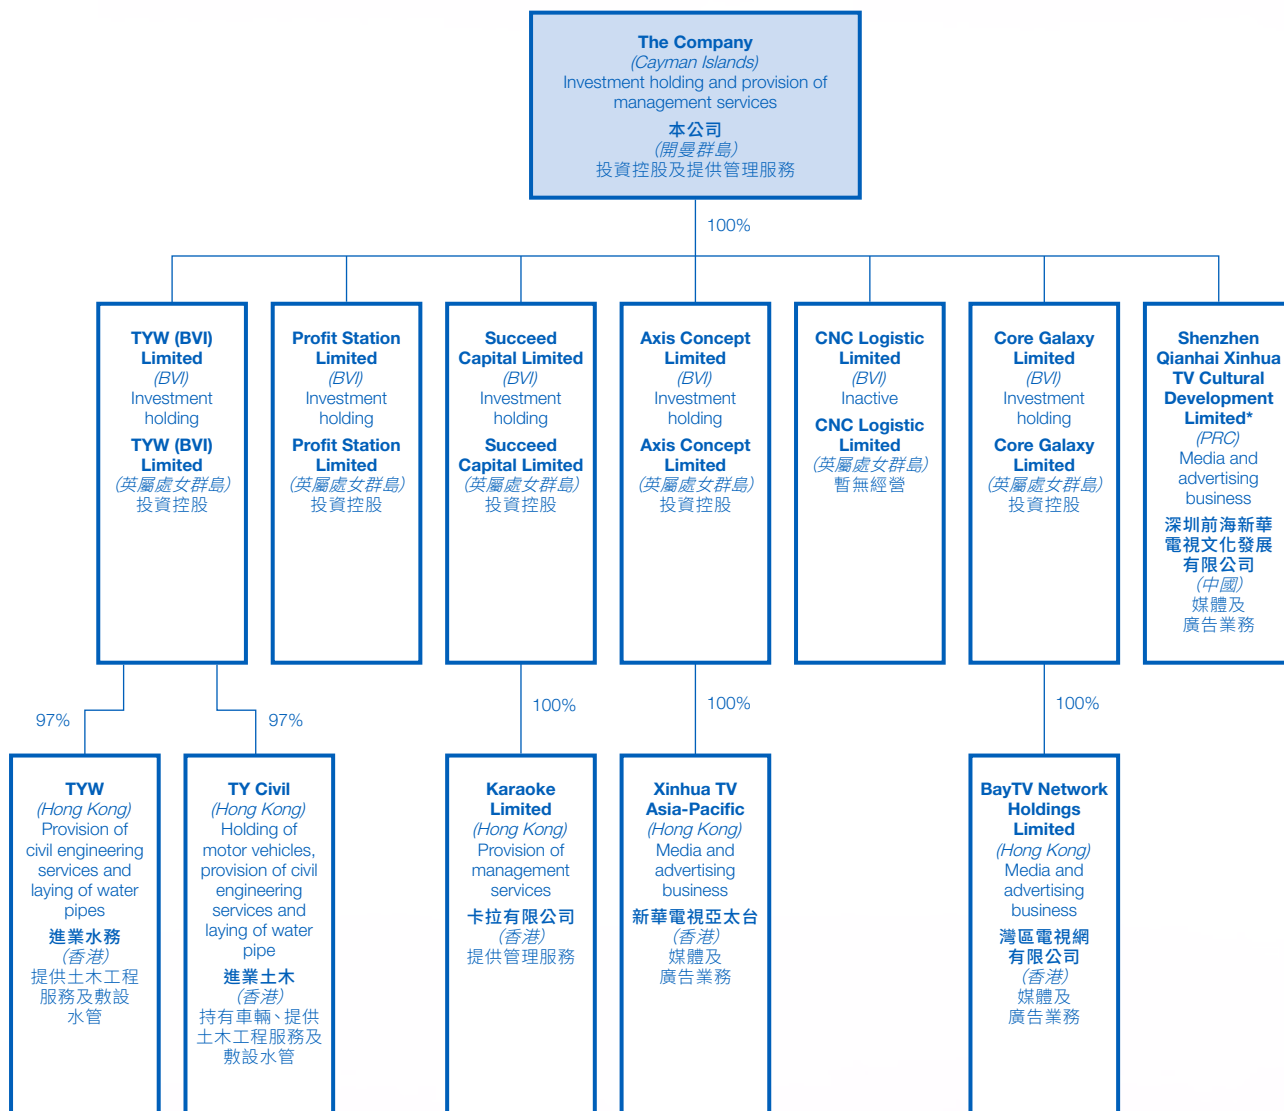 The Company
(Cayman Islands)
Investment holding and provision of
management services
本公司
(開曼群島)
投資控股及提供管理服務
100%
TYW (BVI)
Limited
(BVI)
Investment
holding
TYW (BVI)
Limited
(英屬處女群島)
投資控股
Profit Station
Limited
(BVI)
Investment
holding
Profit Station
Limited
(英屬處女群島)
投資控股
Succeed
Capital Limited
(BVI)
Investment
holding
Succeed
Capital Limited
(英屬處女群島)
投資控股
Axis Concept
Limited
(BVI)
Investment
holding
Axis Concept
Limited
(英屬處女群島)
投資控股
CNC Logistic
Limited
(BVI)
Inactive
CNC Logistic
Limited
(英屬處女群島)
暫無經營
Core Galaxy
Limited
(BVI)
Investment
holding
Core Galaxy
Limited
(英屬處女群島)
投資控股
Shenzhen
Qianhai Xinhua
TV Cultural
Development
Limited*
(PRC)
Media and
advertising
business
深圳前海新華
電視文化發展
有限公司
(中國)
媒體及
廣告業務
97%
97%
100%
100%
100%
TYW
(Hong Kong)
Provision of
civil engineering
services and
laying of water
pipes
進業水務
(香港)
提供土木工程
服務及敷設
水管
TY Civil
(Hong Kong)
Holding of
motor vehicles,
provision of civil
engineering
services and
laying of water
pipe
進業土木
(香港)
持有車輛、提供
土木工程服務及
敷設水管
Karaoke
Limited
(Hong Kong)
Provision of
management
services
卡拉有限公司
(香港)
提供管理服務
Xinhua TV
Asia-Pacific
(Hong Kong)
Media and
advertising
business
新華電視亞太台
(香港)
媒體及
廣告業務
BayTV Network
Holdings
Limited
(Hong Kong)
Media and
advertising
business
灣區電視網
有限公司
(香港)
媒體及
廣告業務